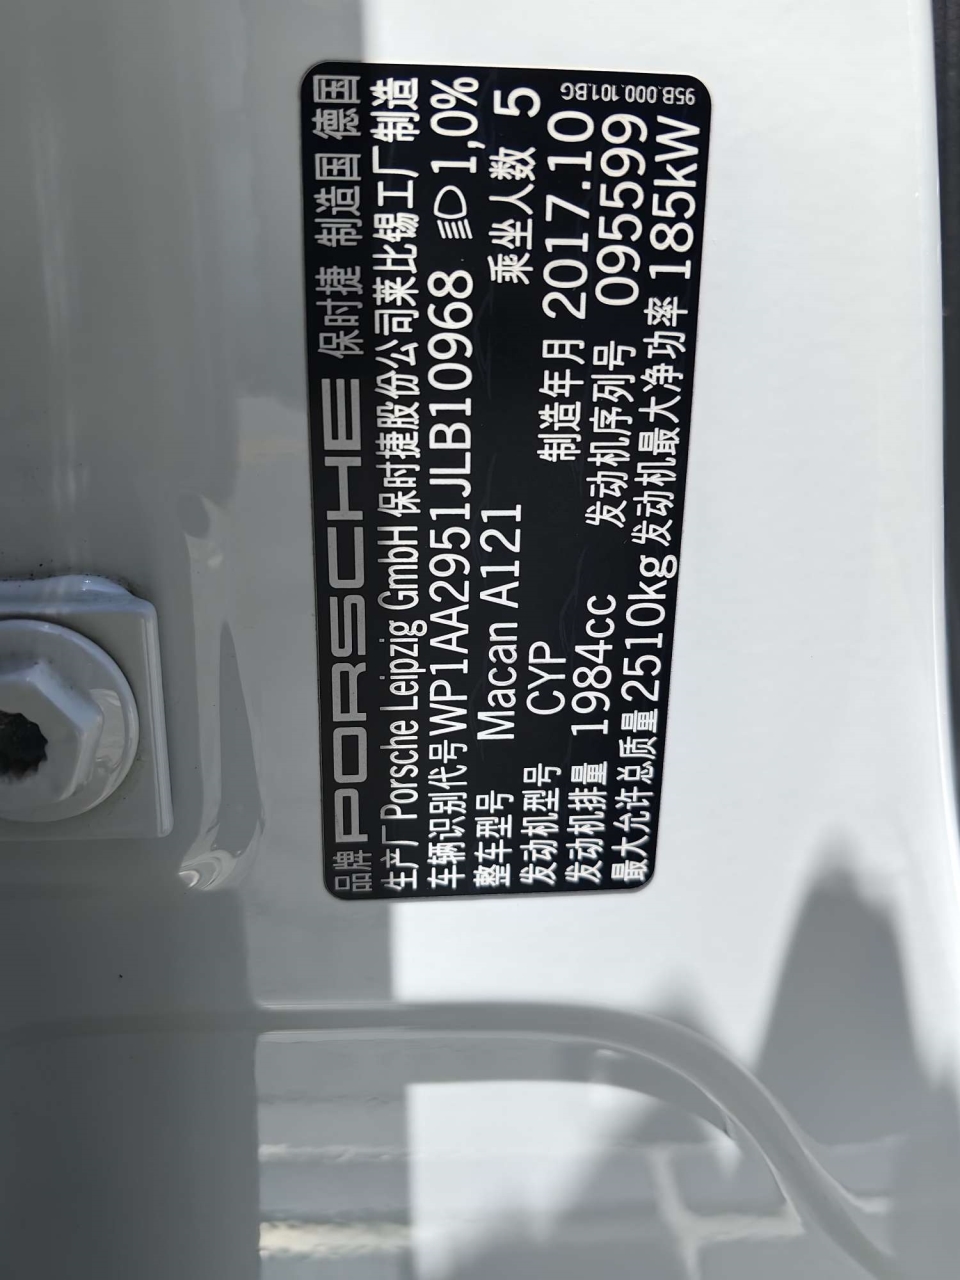 品牌 PORSCHE 保时捷 制造国 德国
生产厂 Porsche Leipzig GmbH 保时捷股份公司莱比锡工厂 制造
车辆识别代号 WP1AA2951JLB10968 1,0%
整车型号 Macan A121 乘坐人数 5
发动机型号 CYP 制造年月 2017.10
发动机排量 1984cc 发动机序列号 095599
最大允许总质量 2510kg 发动机最大净功率 185kW
95B.000.101.BG